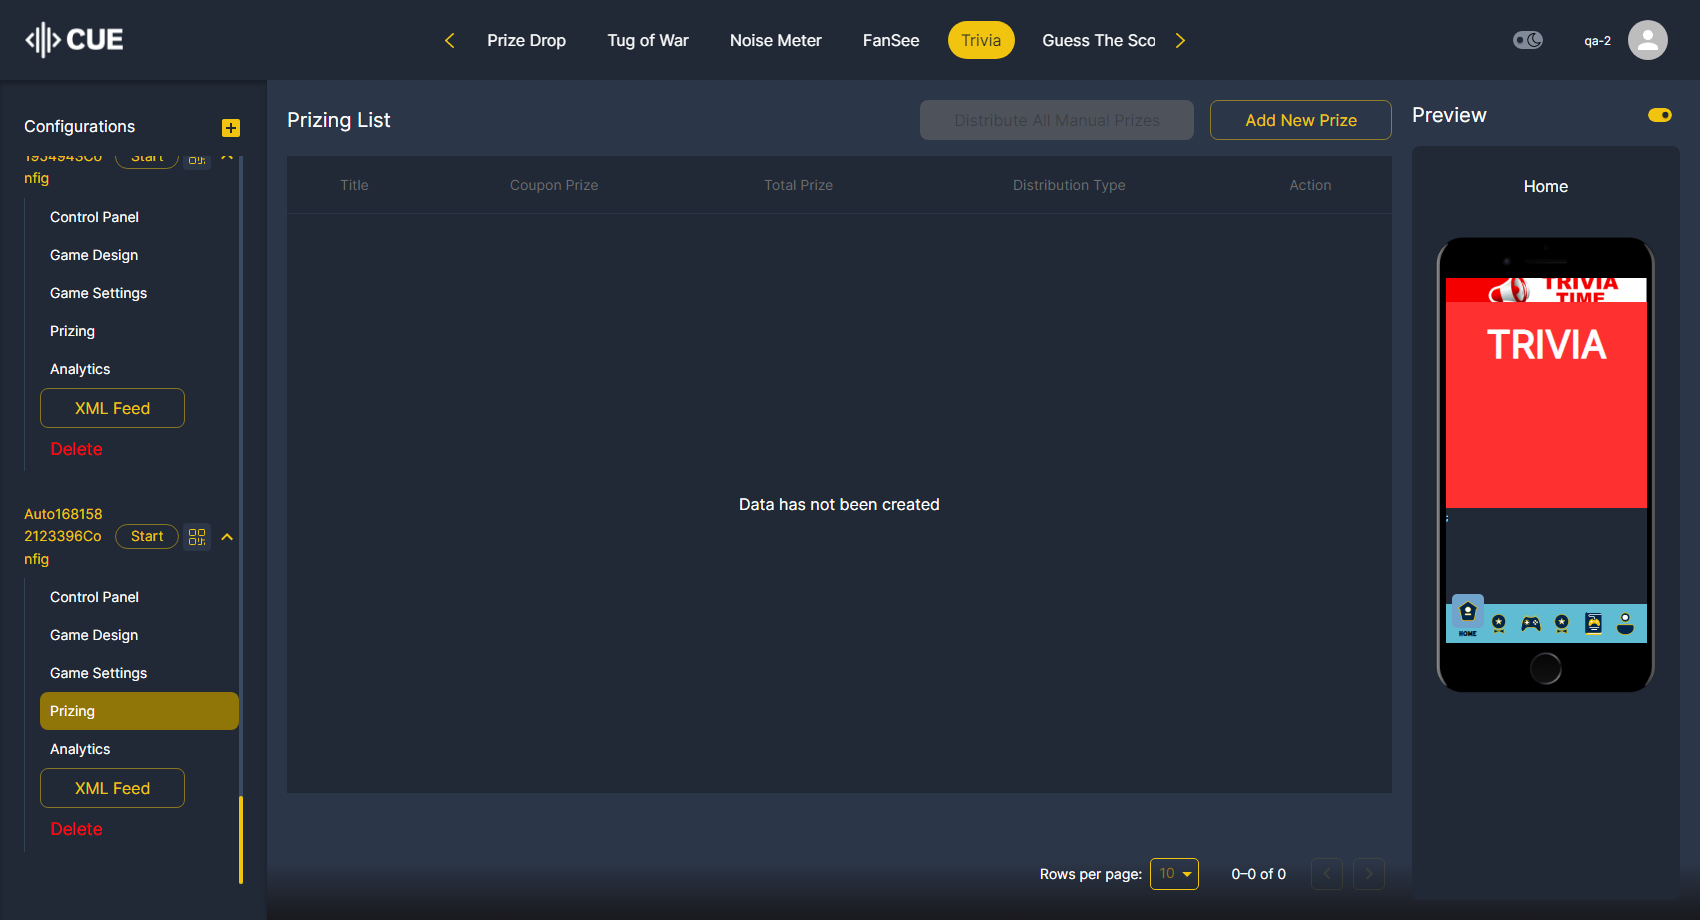 CUE
Prize Drop
Tug of War
Noise Meter
FanSee
Trivia
Guess The Sco
qa-2
Configurations
1954943Co
nfig
Start
Control Panel
Game Design
Game Settings
Prizing
Analytics
XML Feed
Delete
Auto168158
2123396Co
nfig
Start
Control Panel
Game Design
Game Settings
Prizing
Analytics
XML Feed
Delete
Prizing List
Distribute All Manual Prizes
Add New Prize
Title
Coupon Prize
Total Prize
Distribution Type
Action
Data has not been created
Rows per page:
10
0–0 of 0
Preview
Home
TRIVIA
TIME
TRIVIA
;
HOME